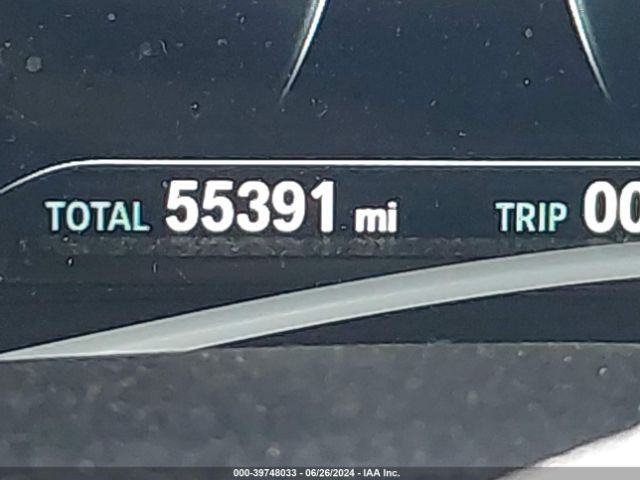 TOTAL 55391 mi TRIP 00
000-39748033 - 06/26/2024 - IAA Inc.